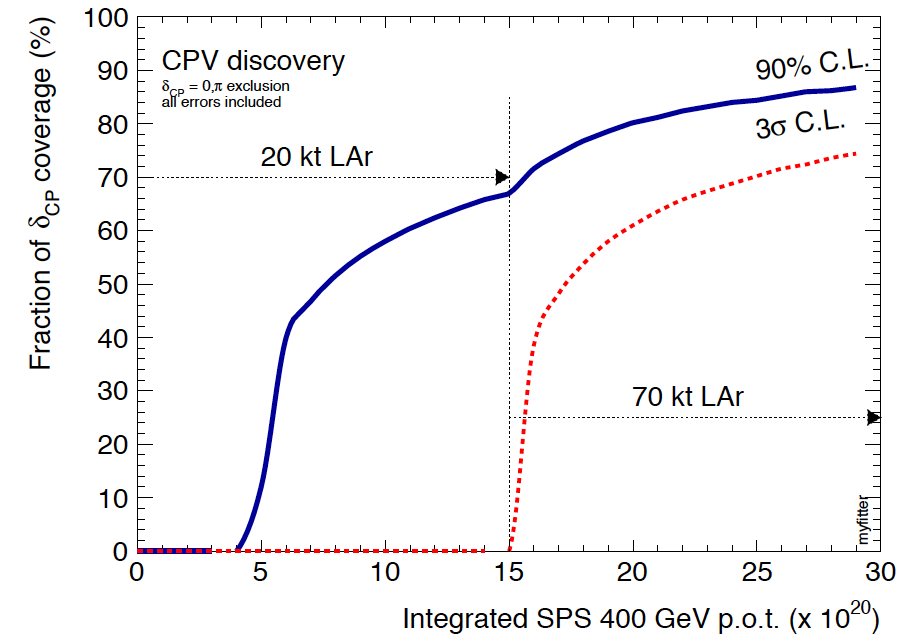 Fraction of δCP coverage (%)
100
90
80
70
60
50
40
30
20
10
0
CPV discovery
δCP = 0,π exclusion
all errors included
90% C.L.
3σ C.L.
20 kt LAr
70 kt LAr
myfitter
0 5 10 15 20 25 30
Integrated SPS 400 GeV p.o.t. (x 10²⁰)